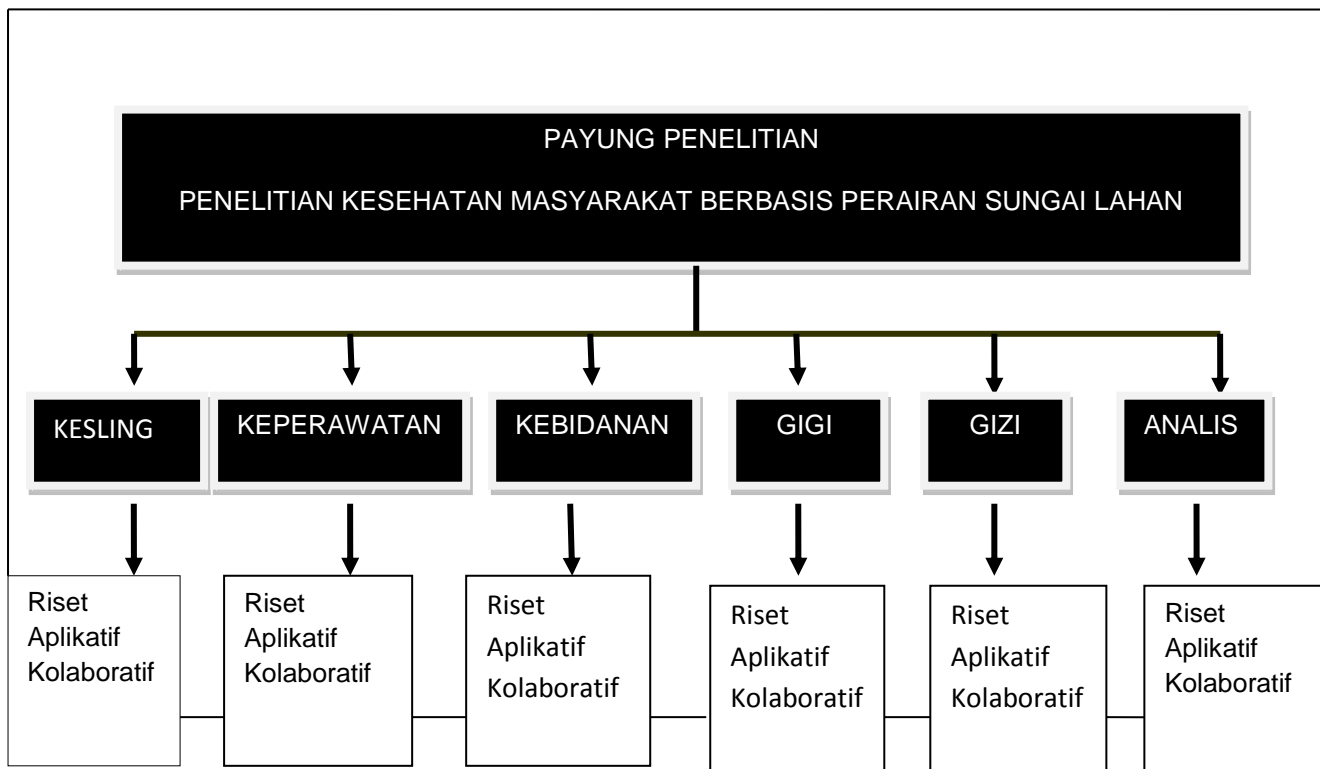 PAYUNG PENELITIAN
PENELITIAN KESEHATAN MASYARAKAT BERBASIS PERAIRAN SUNGAI LAHAN
KESLING
KEPERAWATAN
KEBIDANAN
GIGI
GIZI
ANALIS
Riset
Aplikatif
Kolaboratif
Riset
Aplikatif
Kolaboratif
Riset
Aplikatif
Kolaboratif
Riset
Aplikatif
Kolaboratif
Riset
Aplikatif
Kolaboratif
Riset
Aplikatif
Kolaboratif